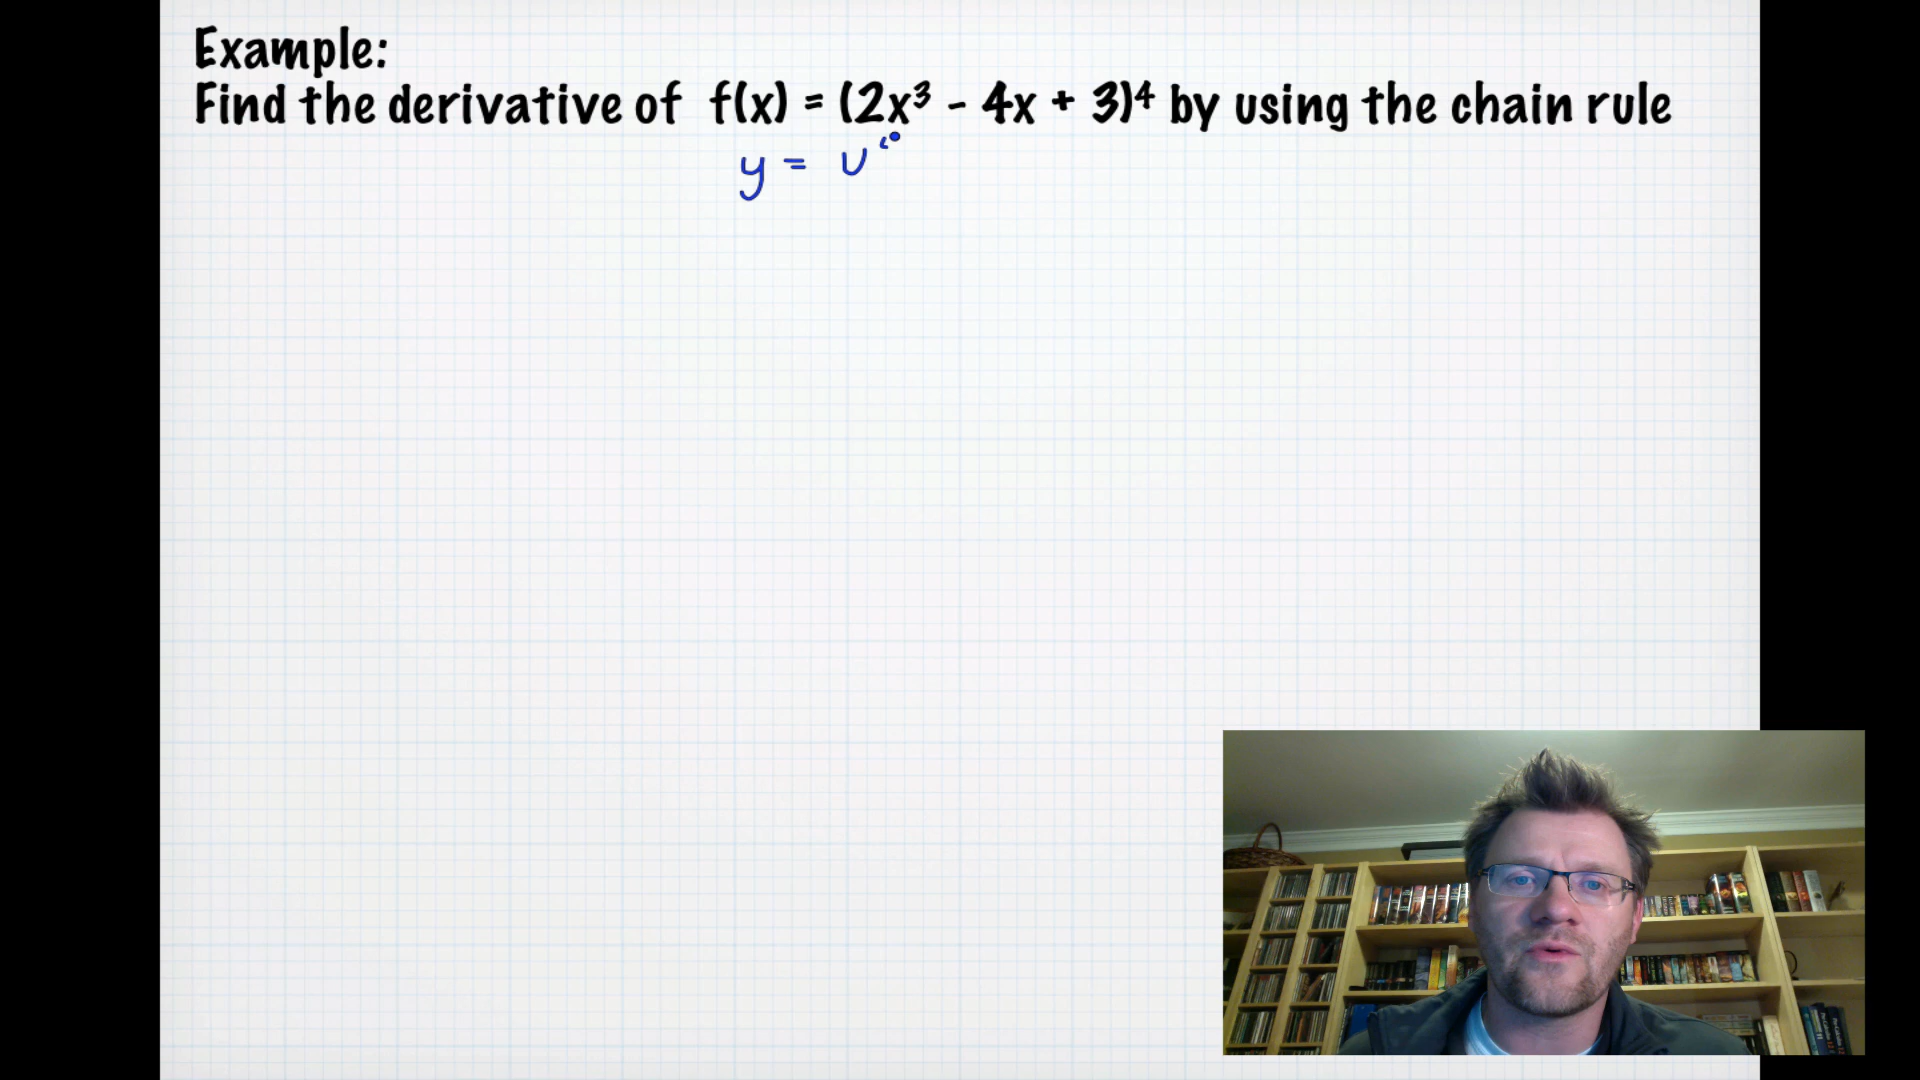 Example:
Find the derivative of f(x) = (2x³ - 4x + 3)⁴ by using the chain rule
y = u